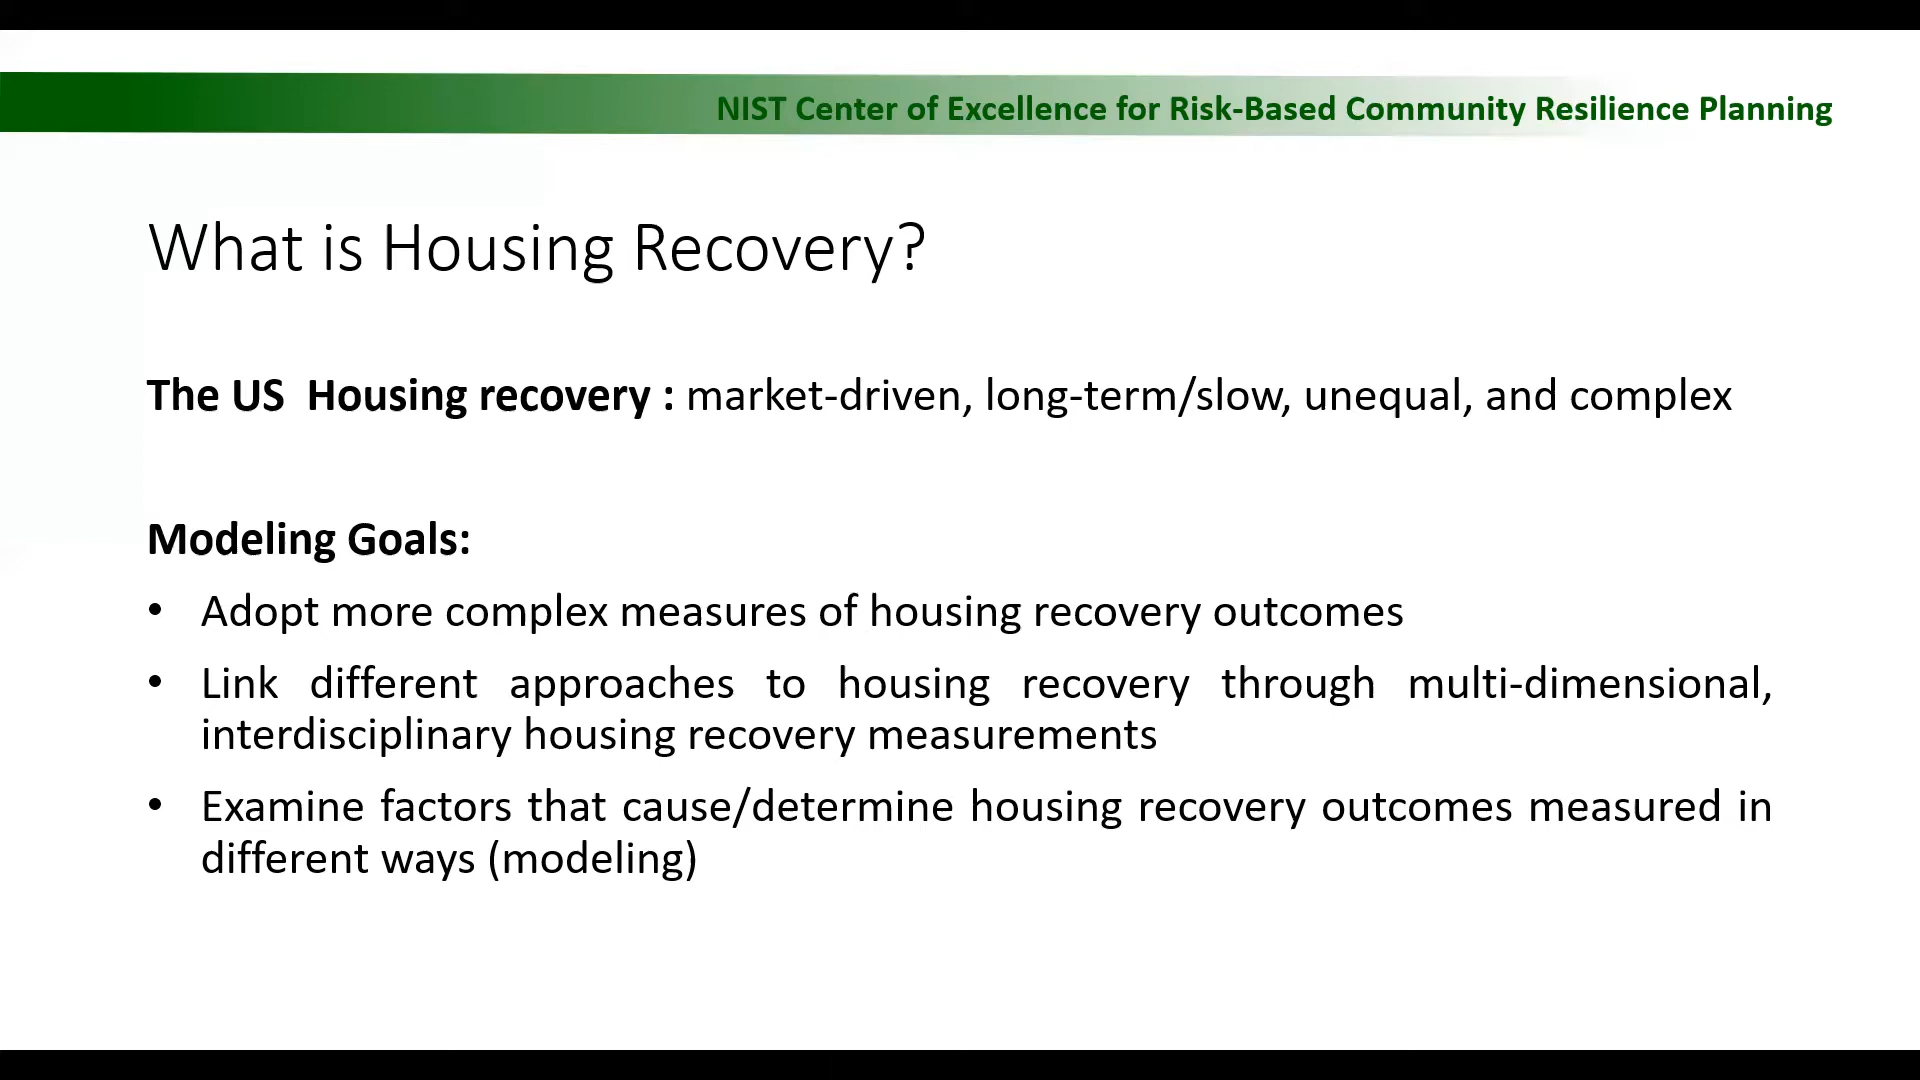 NIST Center of Excellence for Risk-Based Community Resilience Planning
What is Housing Recovery?
The US  Housing recovery : market-driven, long-term/slow, unequal, and complex
Modeling Goals:
• Adopt more complex measures of housing recovery outcomes
• Link different approaches to housing recovery through multi-dimensional,
interdisciplinary housing recovery measurements
• Examine factors that cause/determine housing recovery outcomes measured in
different ways (modeling)